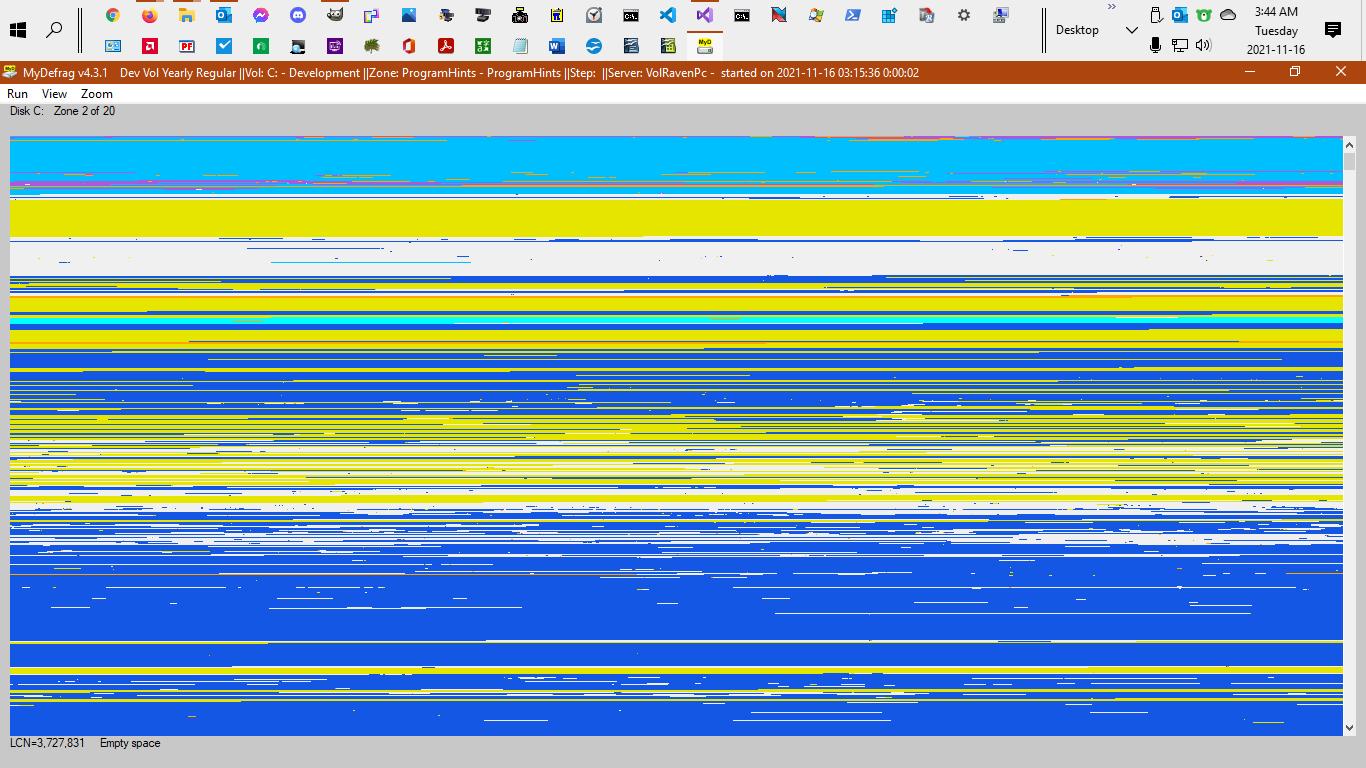 3:44 AM
Desktop
Tuesday
2021-11-16
MyDefrag v4.3.1 Dev Vol Yearly Regular ||Vol: C: - Development ||Zone: ProgramHints - ProgramHints ||Step: ||Server: VolRavenPc - started on 2021-11-16 03:15:36 0:00:02
Run View Zoom
Disk C: Zone 2 of 20
LCN=3,727,831 Empty space